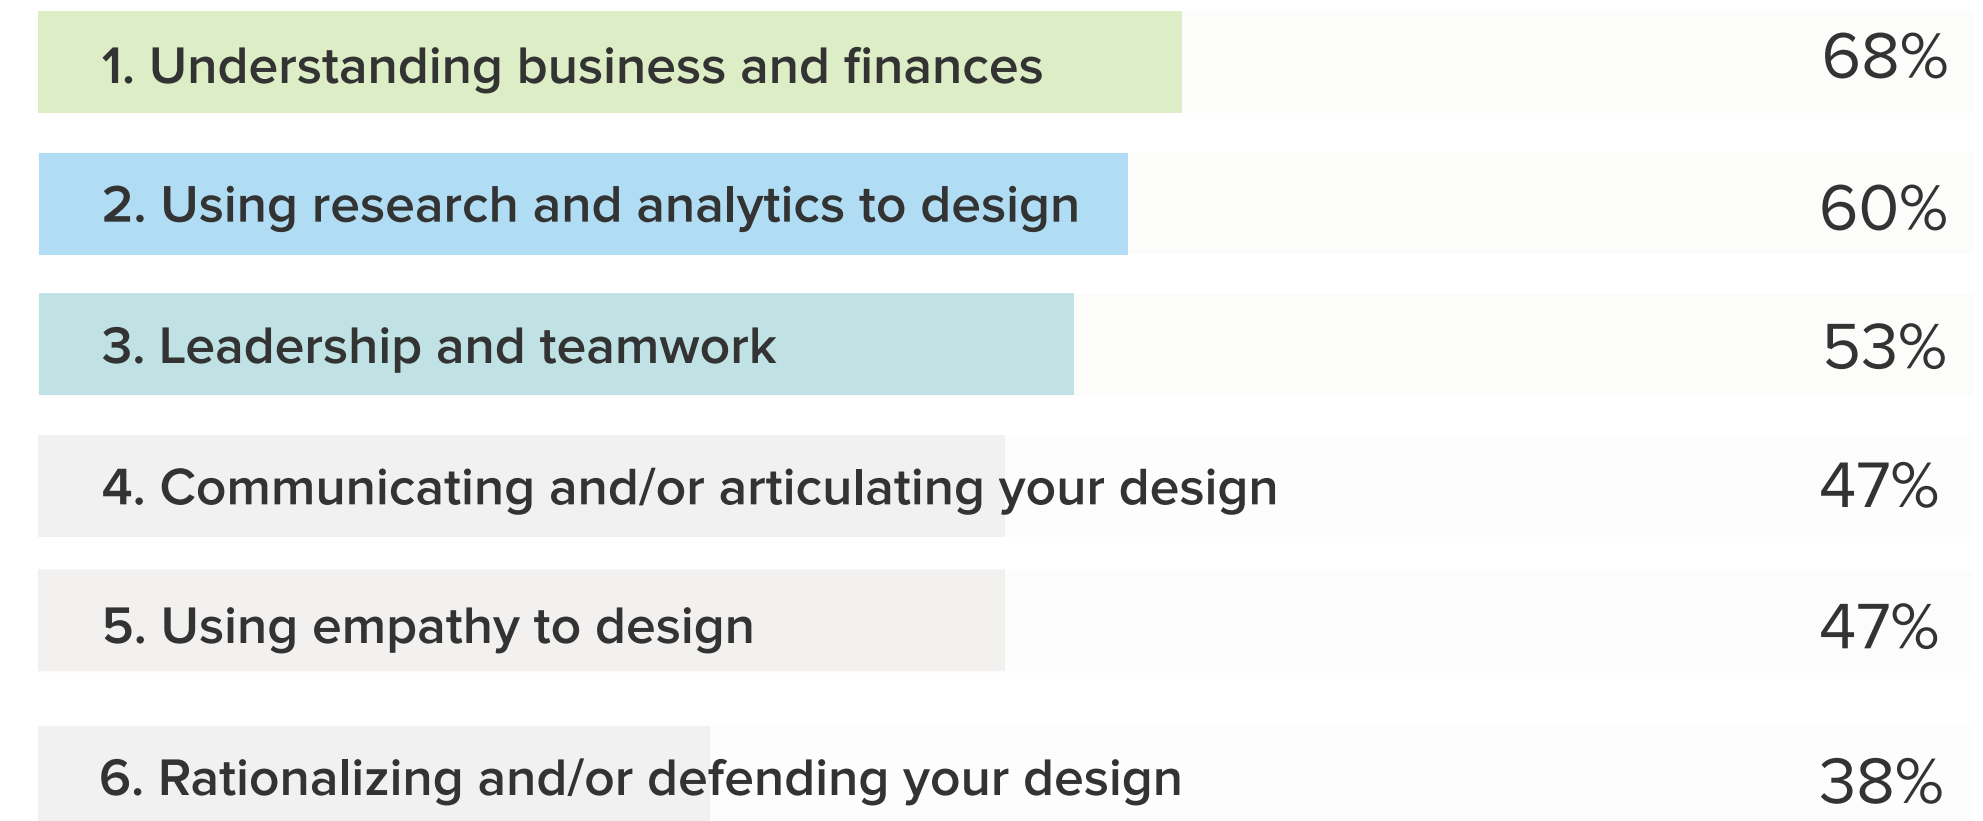 1. Understanding business and finances 68%
2. Using research and analytics to design 60%
3. Leadership and teamwork 53%
4. Communicating and/or articulating your design 47%
5. Using empathy to design 47%
6. Rationalizing and/or defending your design 38%